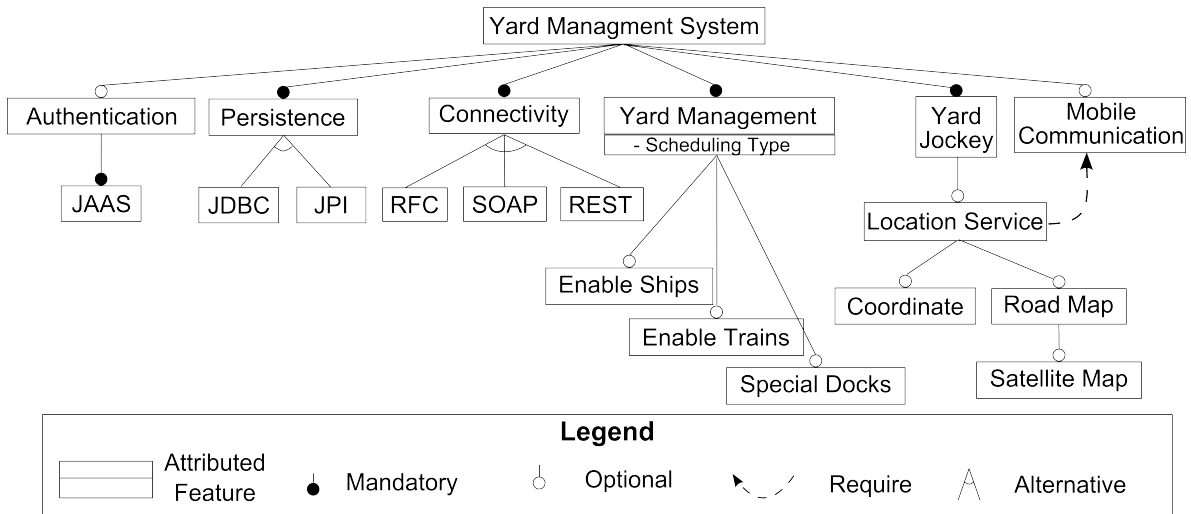 Yard Managment System
Authentication
Persistence
Connectivity
Yard Management
- Scheduling Type
Yard
Jockey
Mobile
Communication
JAAS
JDBC
JPI
RFC
SOAP
REST
Location Service
Enable Ships
Coordinate
Road Map
Enable Trains
Special Docks
Satellite Map
Legend
Attributed
Feature
Mandatory
Optional
Require
Alternative